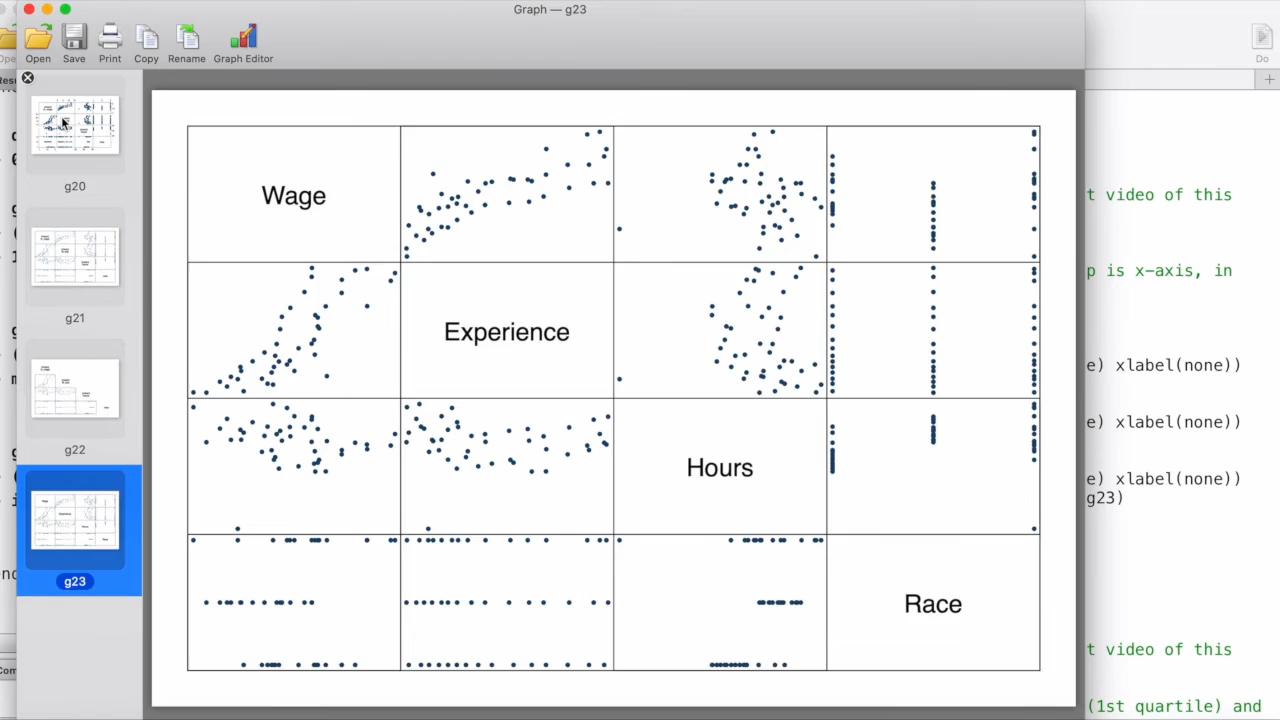 Graph — g23
Open Save Print Copy Rename Graph Editor
Do
g20
g21
g22
g23
Wage
Experience
Hours
Race
t video of this
p is x-axis, in
e) xlabel(none))
e) xlabel(none))
e) xlabel(none))
g23)
t video of this
(1st quartile) and